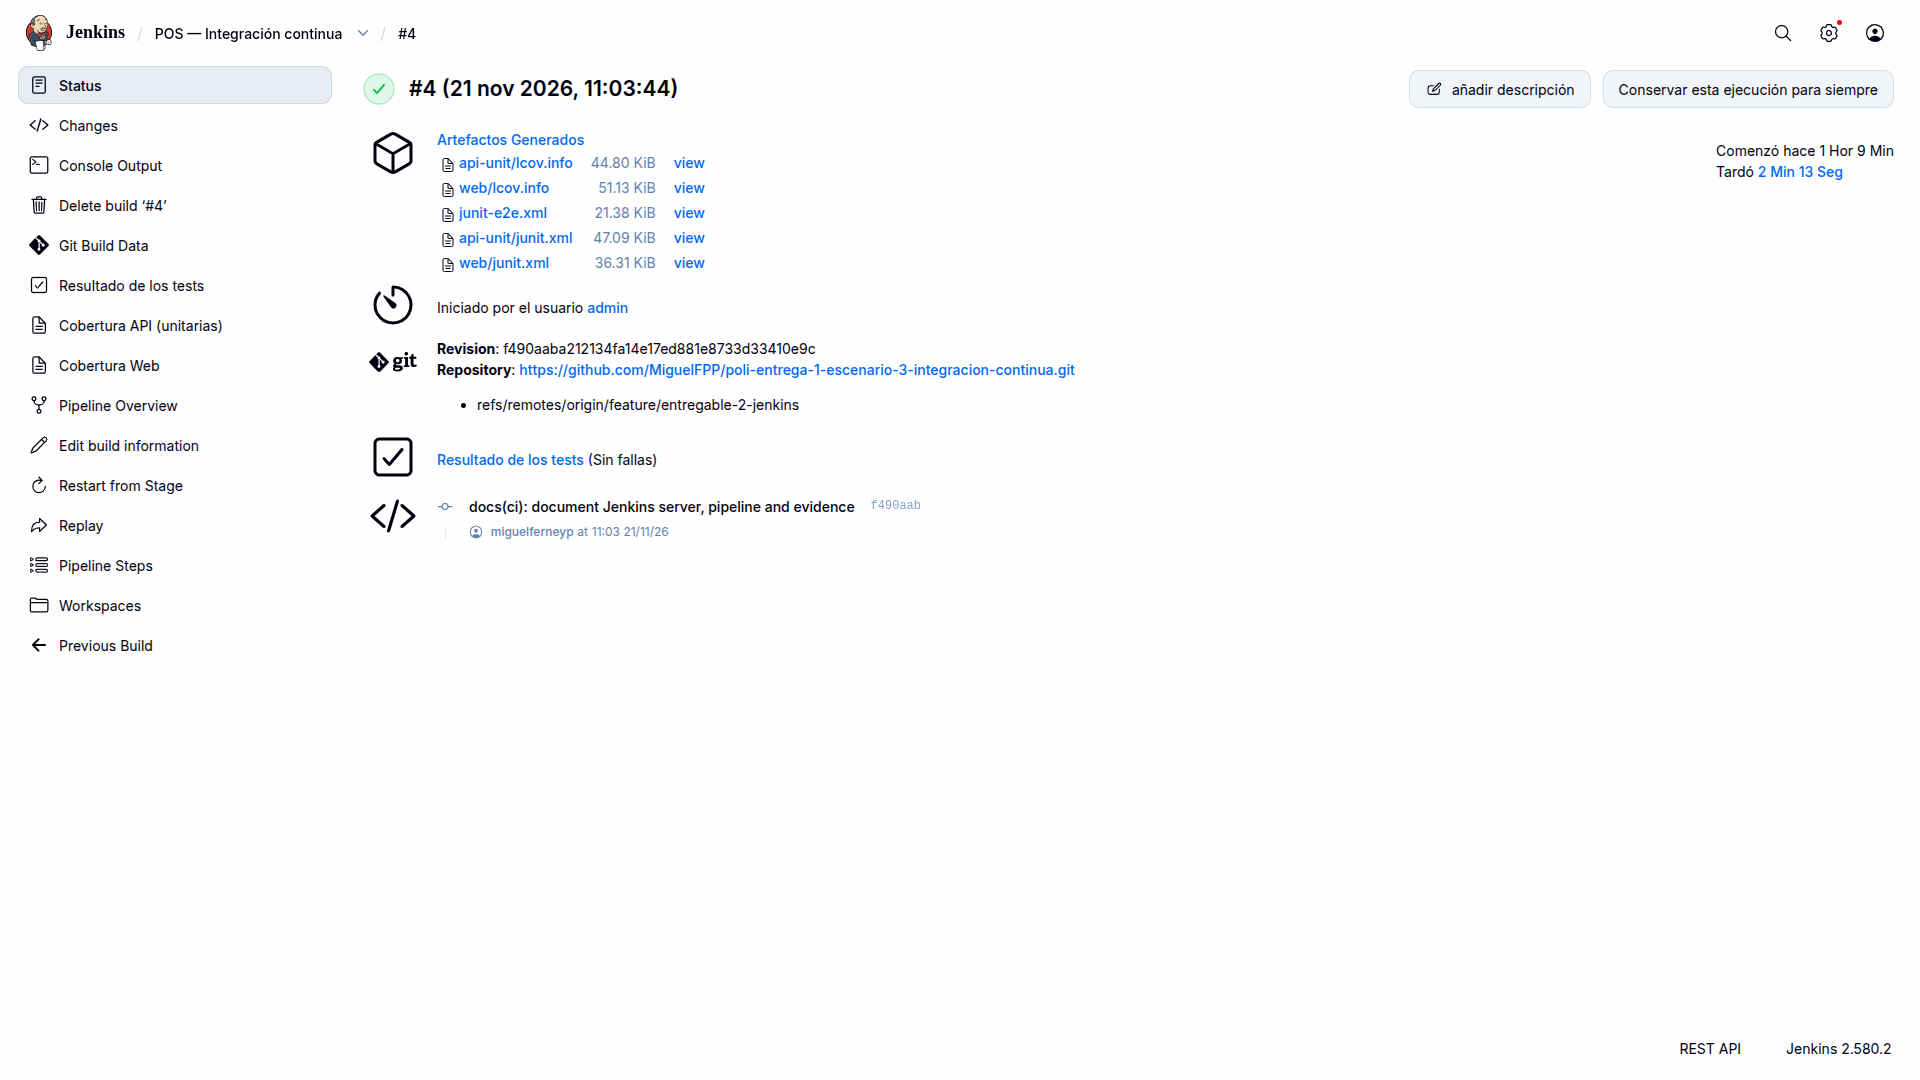 Jenkins / POS — Integración continua / #4
Status
Changes
Console Output
Delete build ‘#4’
Git Build Data
Resultado de los tests
Cobertura API (unitarias)
Cobertura Web
Pipeline Overview
Edit build information
Restart from Stage
Replay
Pipeline Steps
Workspaces
Previous Build
#4 (21 nov 2026, 11:03:44)
añadir descripción
Conservar esta ejecución para siempre
Comenzó hace 1 Hor 9 Min
Tardó 2 Min 13 Seg
Artefactos Generados
api-unit/lcov.info 44.80 KiB view
web/lcov.info 51.13 KiB view
junit-e2e.xml 21.38 KiB view
api-unit/junit.xml 47.09 KiB view
web/junit.xml 36.31 KiB view
Iniciado por el usuario admin
git
Revision: f490aaba212134fa14e17ed881e8733d33410e9c
Repository: https://github.com/MiguelFPP/poli-entrega-1-escenario-3-integracion-continua.git
• refs/remotes/origin/feature/entregable-2-jenkins
Resultado de los tests (Sin fallas)
docs(ci): document Jenkins server, pipeline and evidence f490aab
miguelferneyp at 11:03 21/11/26
REST API
Jenkins 2.580.2